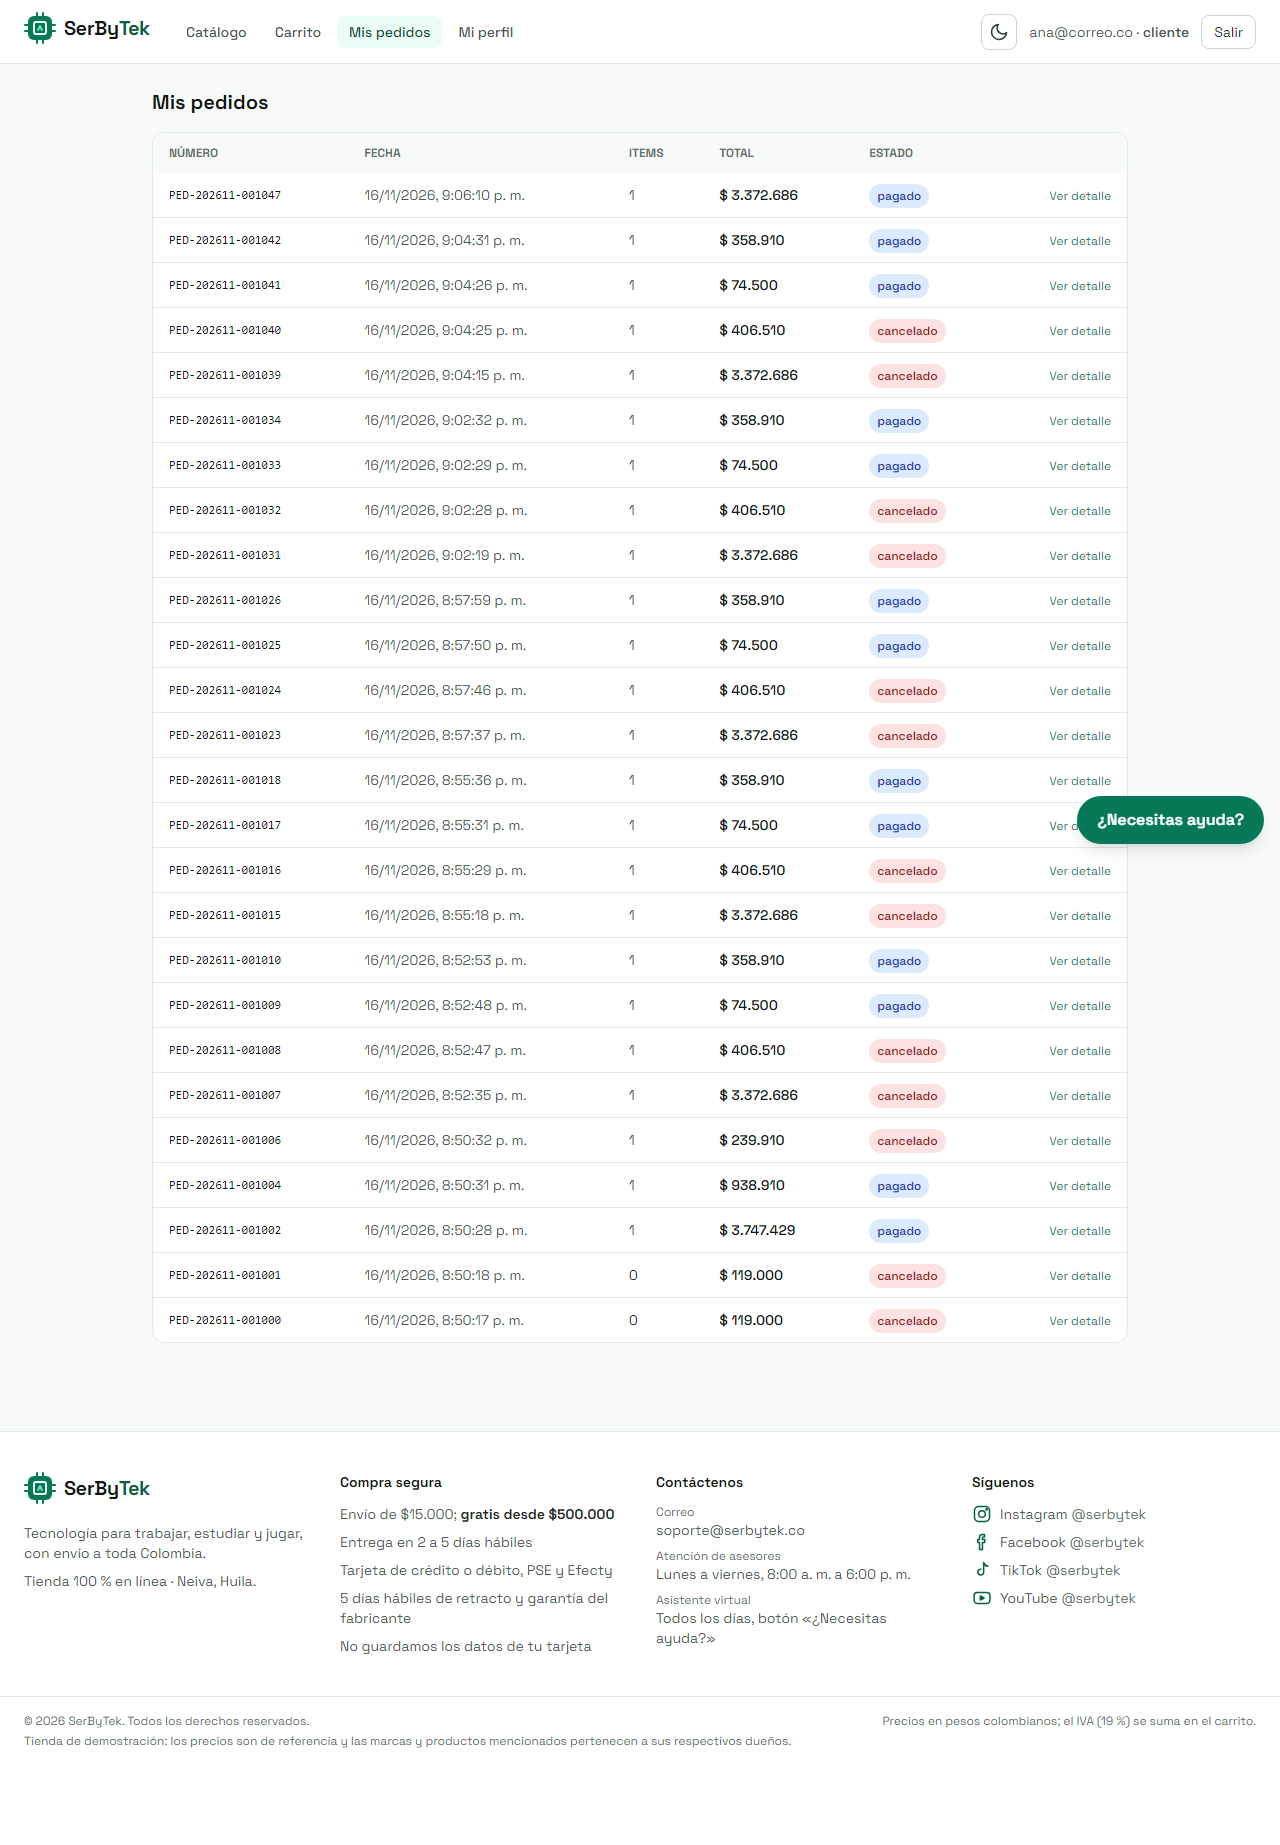 SerByTek
Catálogo Carrito Mis pedidos Mi perfil ana@correo.co · cliente Salir
Mis pedidos
NÚMERO FECHA ITEMS TOTAL ESTADO
PED-202611-001047 16/11/2026, 9:06:10 p. m. 1 $ 3.372.686 pagado Ver detalle
PED-202611-001042 16/11/2026, 9:04:31 p. m. 1 $ 358.910 pagado Ver detalle
PED-202611-001041 16/11/2026, 9:04:26 p. m. 1 $ 74.500 pagado Ver detalle
PED-202611-001040 16/11/2026, 9:04:25 p. m. 1 $ 406.510 cancelado Ver detalle
PED-202611-001039 16/11/2026, 9:04:15 p. m. 1 $ 3.372.686 cancelado Ver detalle
PED-202611-001034 16/11/2026, 9:02:32 p. m. 1 $ 358.910 pagado Ver detalle
PED-202611-001033 16/11/2026, 9:02:29 p. m. 1 $ 74.500 pagado Ver detalle
PED-202611-001032 16/11/2026, 9:02:28 p. m. 1 $ 406.510 cancelado Ver detalle
PED-202611-001031 16/11/2026, 9:02:19 p. m. 1 $ 3.372.686 cancelado Ver detalle
PED-202611-001026 16/11/2026, 8:57:59 p. m. 1 $ 358.910 pagado Ver detalle
PED-202611-001025 16/11/2026, 8:57:50 p. m. 1 $ 74.500 pagado Ver detalle
PED-202611-001024 16/11/2026, 8:57:46 p. m. 1 $ 406.510 cancelado Ver detalle
PED-202611-001023 16/11/2026, 8:57:37 p. m. 1 $ 3.372.686 cancelado Ver detalle
PED-202611-001018 16/11/2026, 8:55:36 p. m. 1 $ 358.910 pagado Ver detalle
PED-202611-001017 16/11/2026, 8:55:31 p. m. 1 $ 74.500 pagado Ver
¿Necesitas ayuda?
PED-202611-001016 16/11/2026, 8:55:29 p. m. 1 $ 406.510 cancelado Ver detalle
PED-202611-001015 16/11/2026, 8:55:18 p. m. 1 $ 3.372.686 cancelado Ver detalle
PED-202611-001010 16/11/2026, 8:52:53 p. m. 1 $ 358.910 pagado Ver detalle
PED-202611-001009 16/11/2026, 8:52:48 p. m. 1 $ 74.500 pagado Ver detalle
PED-202611-001008 16/11/2026, 8:52:47 p. m. 1 $ 406.510 cancelado Ver detalle
PED-202611-001007 16/11/2026, 8:52:35 p. m. 1 $ 3.372.686 cancelado Ver detalle
PED-202611-001006 16/11/2026, 8:50:32 p. m. 1 $ 239.910 cancelado Ver detalle
PED-202611-001004 16/11/2026, 8:50:31 p. m. 1 $ 938.910 pagado Ver detalle
PED-202611-001002 16/11/2026, 8:50:28 p. m. 1 $ 3.747.429 pagado Ver detalle
PED-202611-001001 16/11/2026, 8:50:18 p. m. 0 $ 119.000 cancelado Ver detalle
PED-202611-001000 16/11/2026, 8:50:17 p. m. 0 $ 119.000 cancelado Ver detalle
SerByTek
Tecnología para trabajar, estudiar y jugar,
con envío a toda Colombia.
Tienda 100 % en línea · Neiva, Huila.
Compra segura
Envío de $15.000; gratis desde $500.000
Entrega en 2 a 5 días hábiles
Tarjeta de crédito o débito, PSE y Efecty
5 días hábiles de retracto y garantía del
fabricante
No guardamos los datos de tu tarjeta
Contáctenos
Correo
soporte@serbytek.co
Atención de asesores
Lunes a viernes, 8:00 a. m. a 6:00 p. m.
Asistente virtual
Todos los días, botón «¿Necesitas
ayuda?»
Síguenos
Instagram @serbytek
Facebook @serbytek
TikTok @serbytek
YouTube @serbytek
© 2026 SerByTek. Todos los derechos reservados.
Precios en pesos colombianos; el IVA (19 %) se suma en el carrito.
Tienda de demostración: los precios son de referencia y las marcas y productos mencionados pertenecen a sus respectivos dueños.